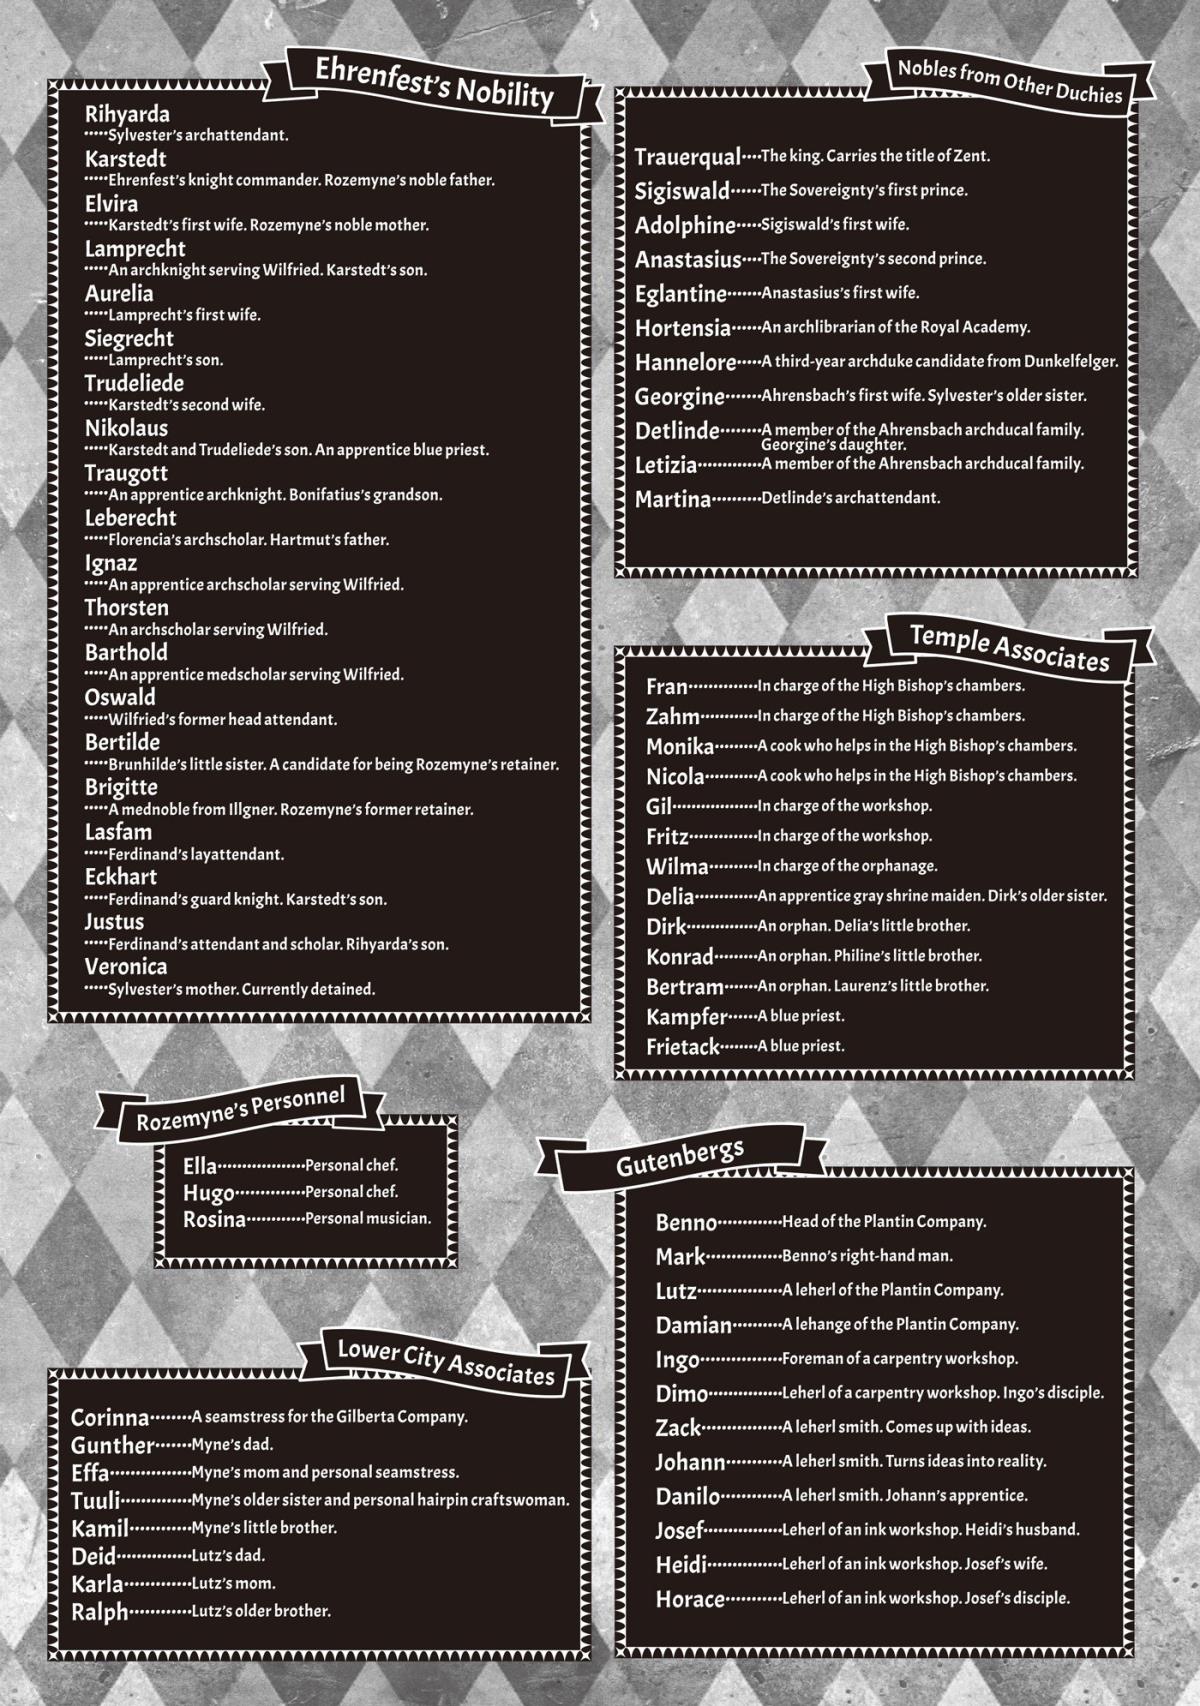 Ehrenfest's Nobility
Rihyarda
·····Sylvester's archattendant.
Karstedt
·····Ehrenfest's knight commander. Rozemyne's noble father.
Elvira
·····Karstedt's first wife. Rozemyne's noble mother.
Lamprecht
·····An archknight serving Wilfried. Karstedt's son.
Aurelia
·····Lamprecht's first wife.
Siegrecht
·····Lamprecht's son.
Trudeliede
·····Karstedt's second wife.
Nikolaus
·····Karstedt and Trudeliede's son. An apprentice blue priest.
Traugott
·····An apprentice archknight. Bonifatius's grandson.
Leberecht
·····Florencia's archscholar. Hartmut's father.
Ignaz
·····An apprentice archscholar serving Wilfried.
Thorsten
·····An archscholar serving Wilfried.
Barthold
·····An apprentice medscholar serving Wilfried.
Oswald
·····Wilfried's former head attendant.
Bertilde
·····Brunhilde's little sister. A candidate for being Rozemyne's retainer.
Brigitte
·····A mednoble from Illgner. Rozemyne's former retainer.
Lasfam
·····Ferdinand's layattendant.
Eckhart
·····Ferdinand's guard knight. Karstedt's son.
Justus
·····Ferdinand's attendant and scholar. Rihyarda's son.
Veronica
·····Sylvester's mother. Currently detained.
Rozemyne's Personnel
Ella·················Personal chef.
Hugo··············Personal chef.
Rosina············Personal musician.
Lower City Associates
Corinna········A seamstress for the Gilberta Company.
Gunther·······Myne's dad.
Effa················Myne's mom and personal seamstress.
Tuuli··············Myne's older sister and personal hairpin craftswoman.
Kamil············Myne's little brother.
Deid···············Lutz's dad.
Karla·············Lutz's mom.
Ralph············Lutz's older brother.
Nobles from Other Duchies
Trauerqual····The king. Carries the title of Zent.
Sigiswald······The Sovereignty's first prince.
Adolphine·····Sigiswald's first wife.
Anastasius····The Sovereignty's second prince.
Eglantine·······Anastasius's first wife.
Hortensia······An archlibrarian of the Royal Academy.
Hannelore·····A third-year archduke candidate from Dunkelfelger.
Georgine·······Ahrensbach's first wife. Sylvester's older sister.
Detlinde········A member of the Ahrensbach archducal family.
Georgine's daughter.
Letizia·············A member of the Ahrensbach archducal family.
Martina··········Detlinde's archattendant.
Temple Associates
Fran··············In charge of the High Bishop's chambers.
Zahm············In charge of the High Bishop's chambers.
Monika·········A cook who helps in the High Bishop's chambers.
Nicola···········A cook who helps in the High Bishop's chambers.
Gil·················In charge of the workshop.
Fritz··············In charge of the workshop.
Wilma··········In charge of the orphanage.
Delia·············An apprentice gray shrine maiden. Dirk's older sister.
Dirk··············An orphan. Delia's little brother.
Konrad·········An orphan. Philine's little brother.
Bertram·······An orphan. Laurenz's little brother.
Kampfer······A blue priest.
Frietack········A blue priest.
Gutenbergs
Benno·············Head of the Plantin Company.
Mark···············Benno's right-hand man.
Lutz·················A leherl of the Plantin Company.
Damian··········A lehange of the Plantin Company.
Ingo················Foreman of a carpentry workshop.
Dimo···············Leherl of a carpentry workshop. Ingo's disciple.
Zack················A leherl smith. Comes up with ideas.
Johann···········A leherl smith. Turns ideas into reality.
Danilo············A leherl smith. Johann's apprentice.
Josef···············Leherl of an ink workshop. Heidi's husband.
Heidi···············Leherl of an ink workshop. Josef's wife.
Horace···········Leherl of an ink workshop. Josef's disciple.